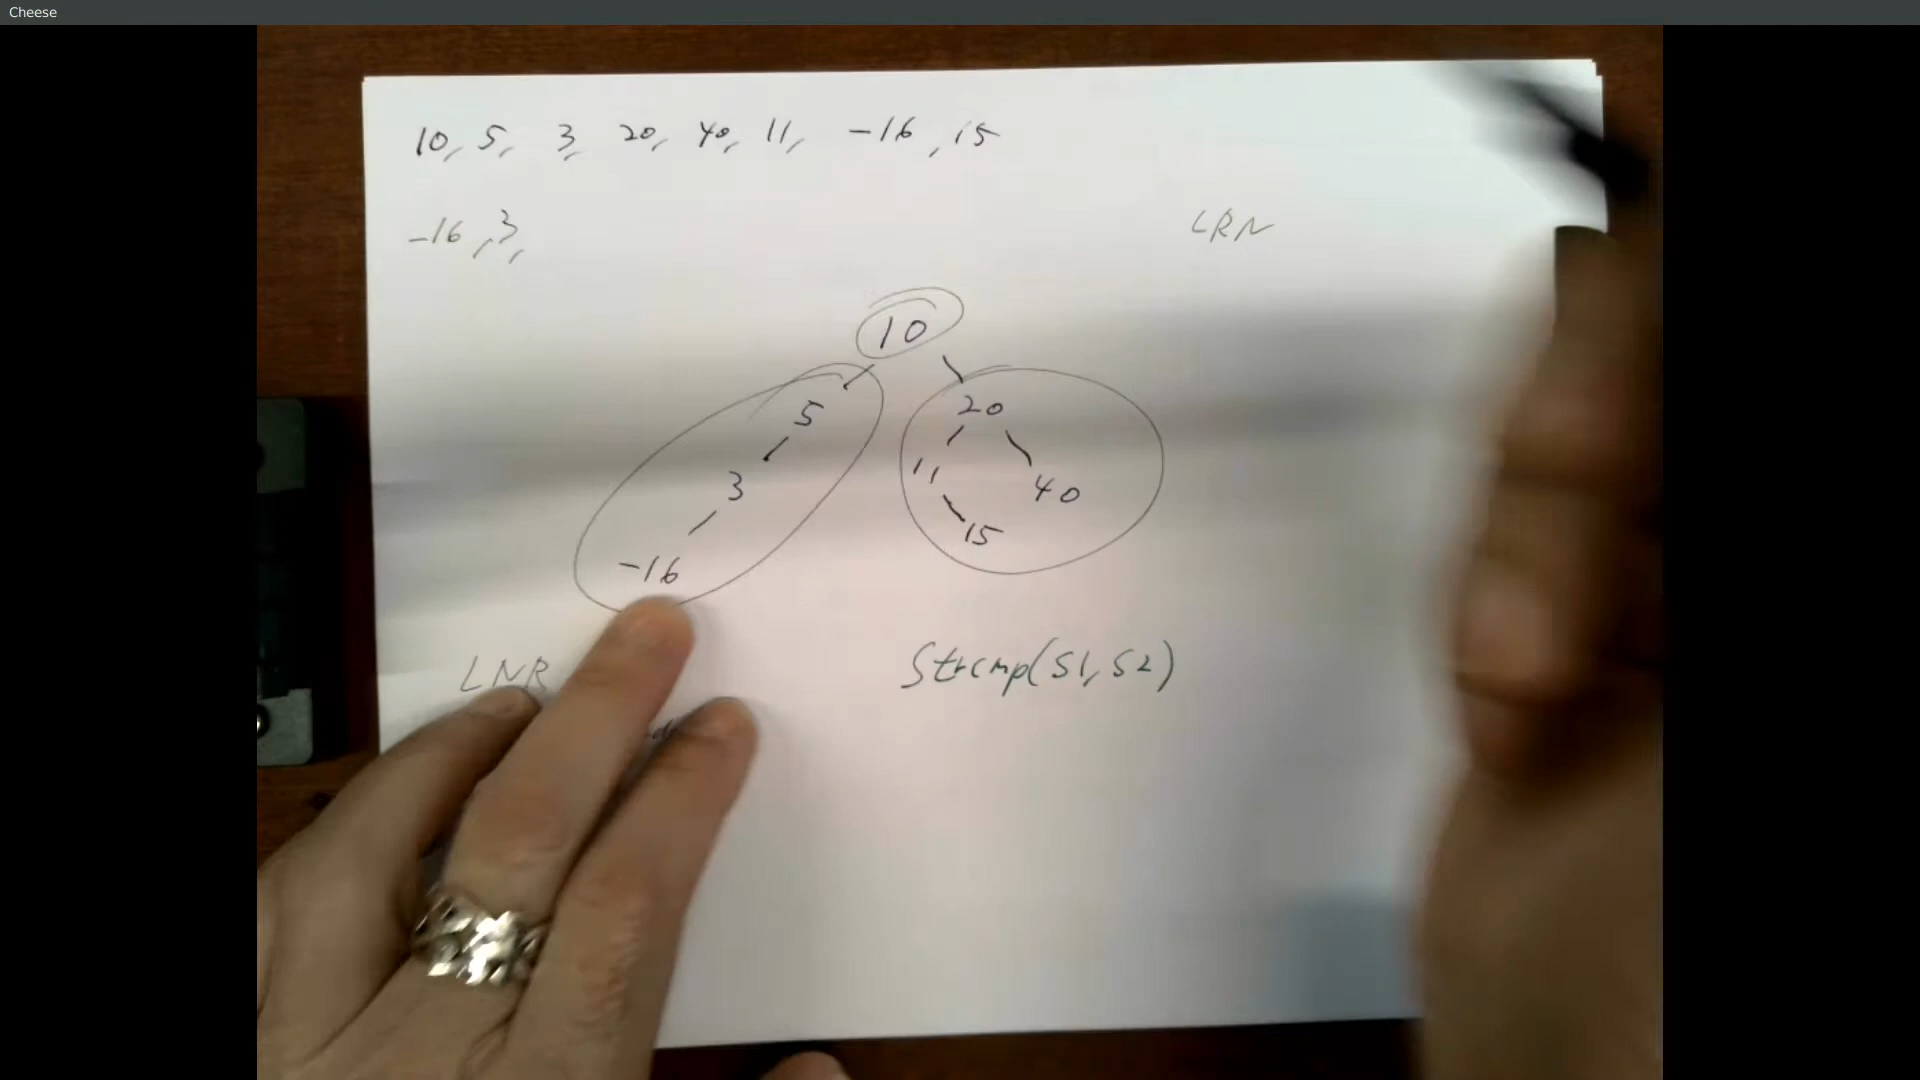 Cheese
10, 5, 3, 20, 40, 11, -16, 15
-16, 3,
LRN
10
5
20
3
11
40
15
-16
LNR
Strcmp(S1, S2)